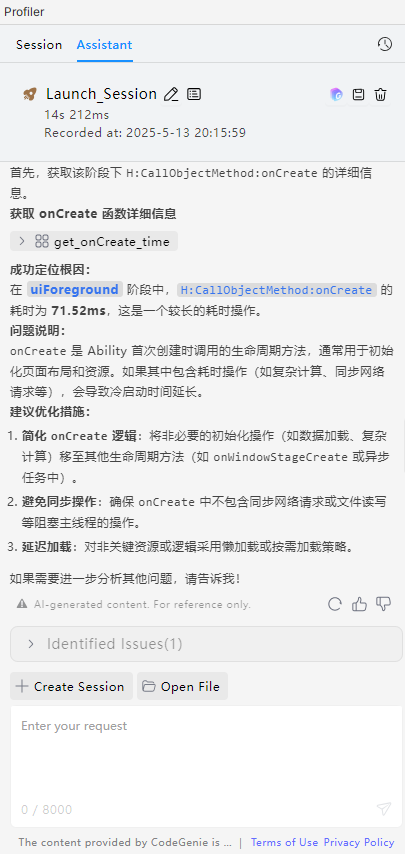 Profiler
Session Assistant
Launch_Session
14s 212ms
Recorded at: 2025-5-13 20:15:59
首先，获取该阶段下 H:CallObjectMethod:onCreate 的详细信
息。
获取 onCreate 函数详细信息
get_onCreate_time
成功定位根因：
在 uiForeground 阶段中，H:CallObjectMethod:onCreate 的
耗时为 71.52ms，这是一个较长的耗时操作。
问题说明：
onCreate 是 Ability 首次创建时调用的生命周期方法，通常用于初始
化页面布局和资源。如果其中包含耗时操作（如复杂计算、同步网络
请求等），会导致冷启动时间延长。
建议优化措施：
1. 简化 onCreate 逻辑：将非必要的初始化操作（如数据加载、复杂
计算）移至其他生命周期方法（如 onWindowStageCreate 或异步
任务中）。
2. 避免同步操作：确保 onCreate 中不包含同步网络请求或文件读写
等阻塞主线程的操作。
3. 延迟加载：对非关键资源或逻辑采用懒加载或按需加载策略。
如果需要进一步分析其他问题，请告诉我！
AI-generated content. For reference only.
Identified Issues(1)
Create Session Open File
Enter your request
0 / 8000
The content provided by CodeGenie is ... | Terms of Use Privacy Policy